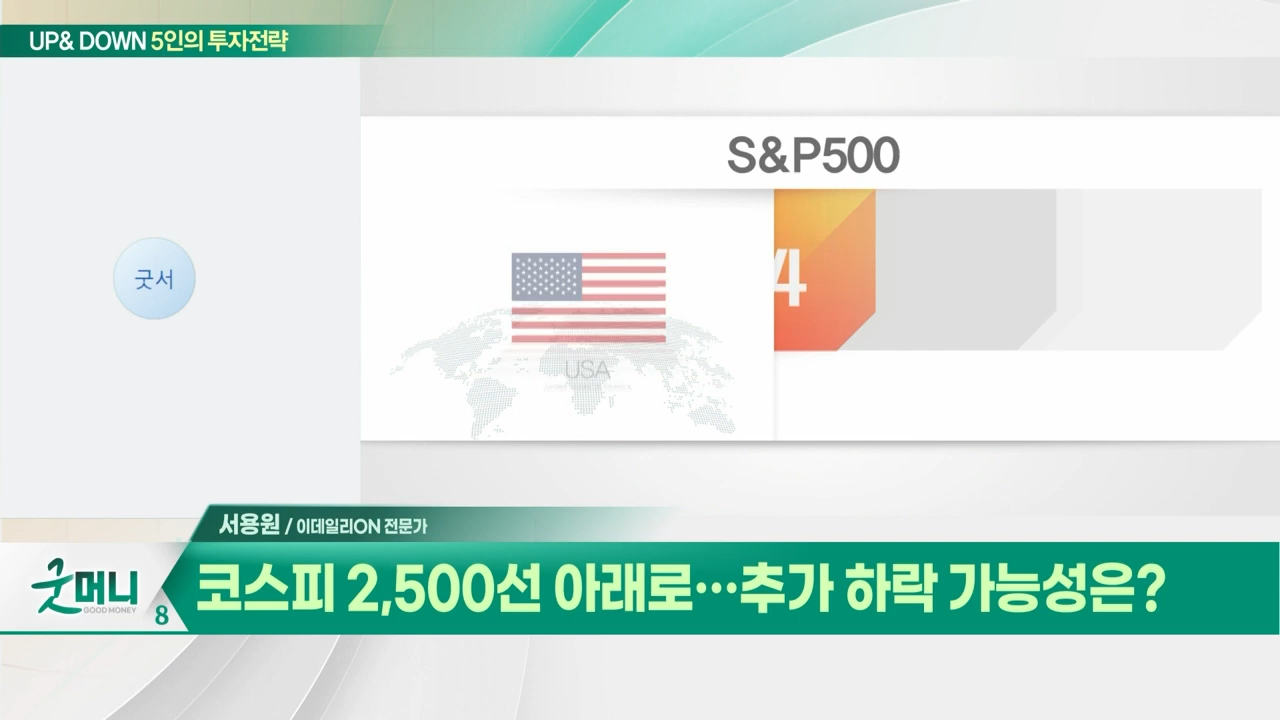 UP& DOWN 5인의 투자전략
S&P500
굿서
USA
서용원 / 이데일리ON 전문가
굿머니
GOOD MONEY
8
코스피 2,500선 아래로…추가 하락 가능성은?